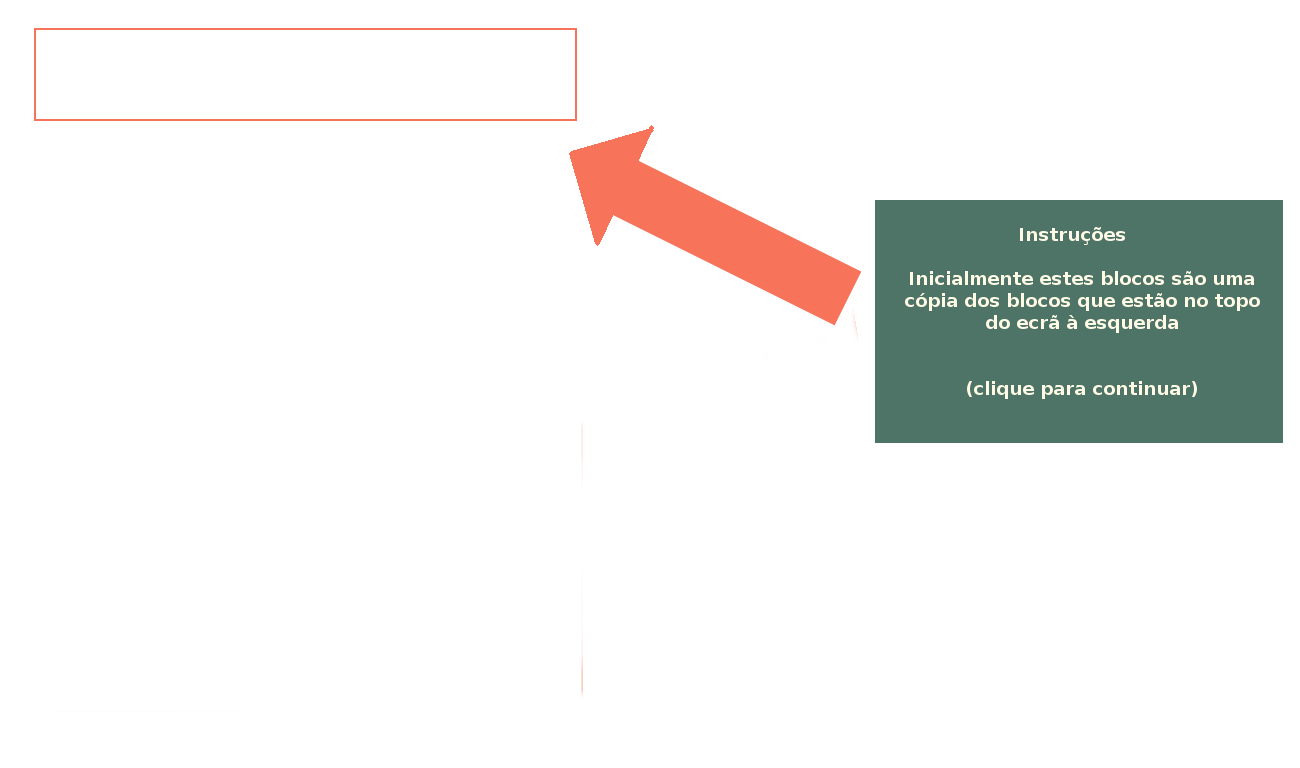 Instruções
Inicialmente estes blocos são uma
cópia dos blocos que estão no topo
do ecrã à esquerda
(clique para continuar)